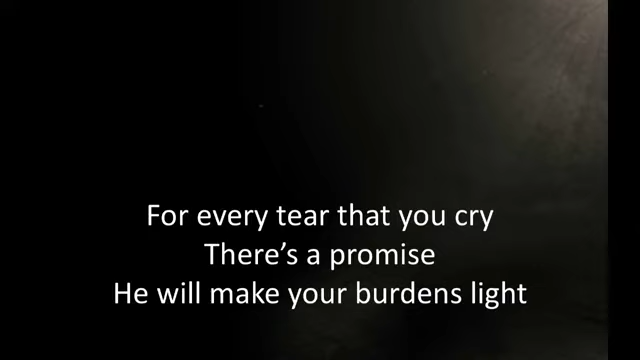 For every tear that you cry
There’s a promise
He will make your burdens light